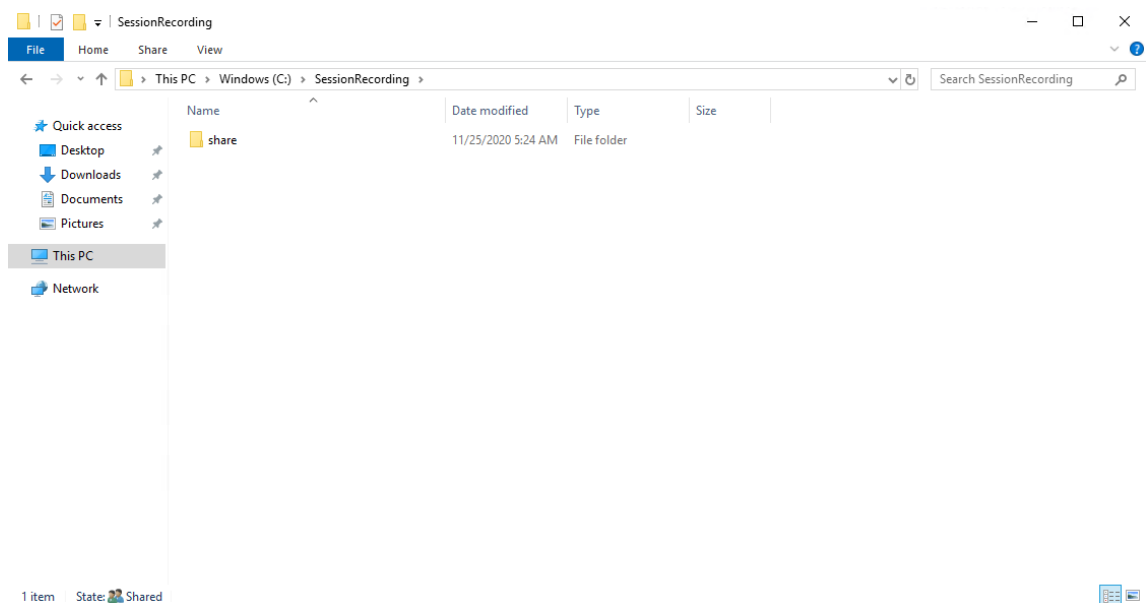 SessionRecording
File Home Share View
This PC > Windows (C:) > SessionRecording >
Search SessionRecording
Name Date modified Type Size
Quick access
share 11/25/2020 5:24 AM File folder
Desktop
Downloads
Documents
Pictures
This PC
Network
1 item State: Shared